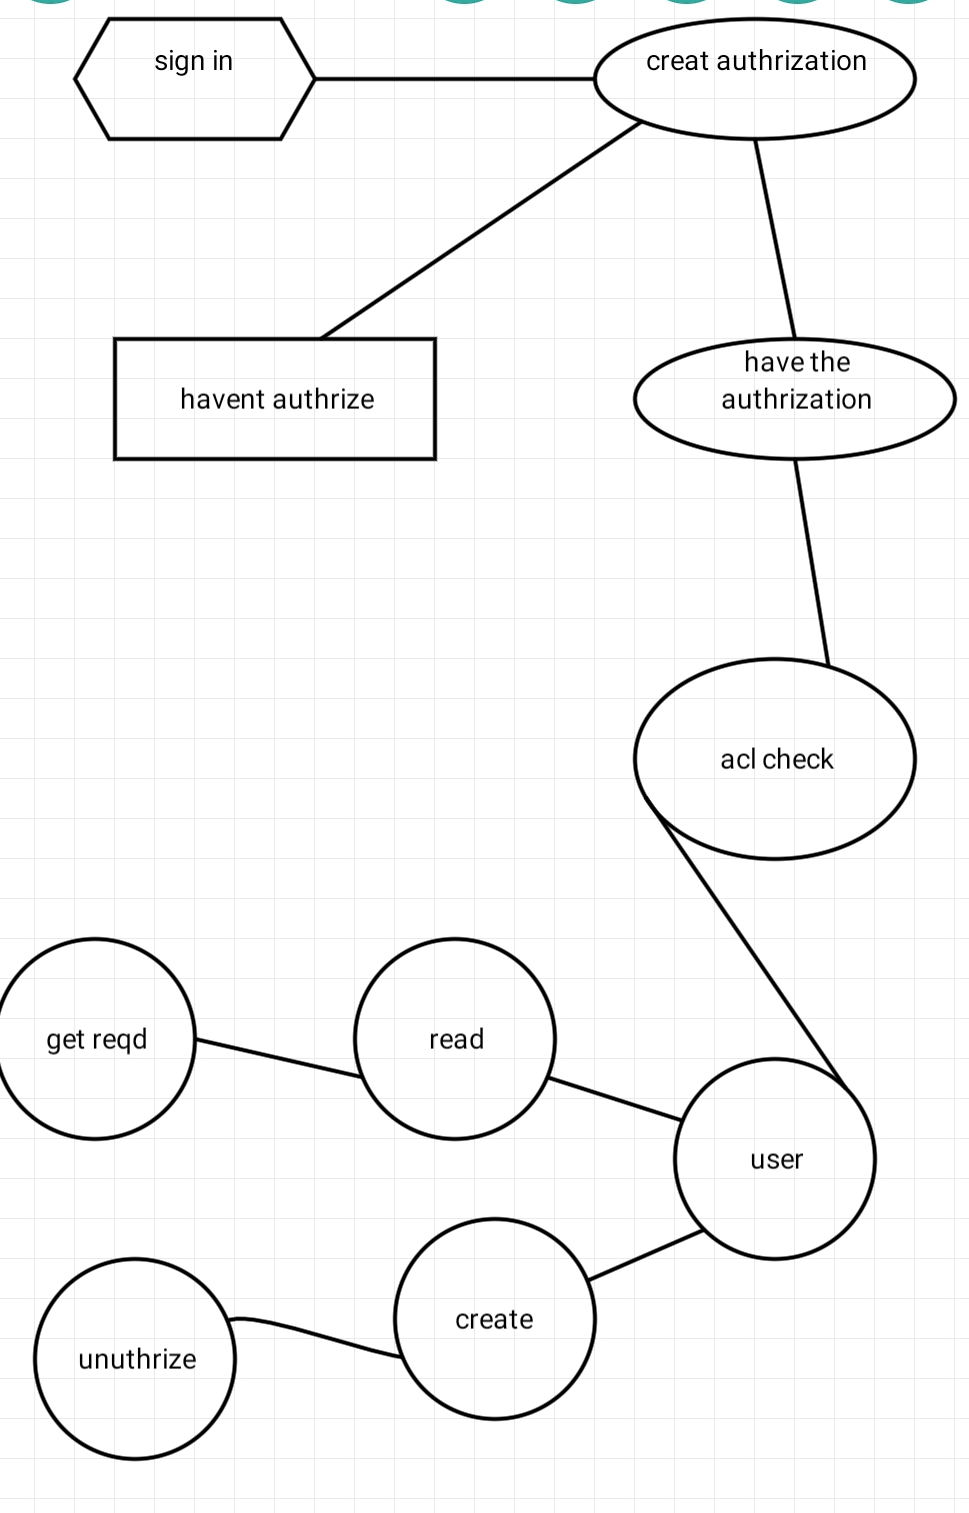 sign in
creat authrization
havent authrize
have the
authrization
acl check
get reqd
read
user
create
unuthrize